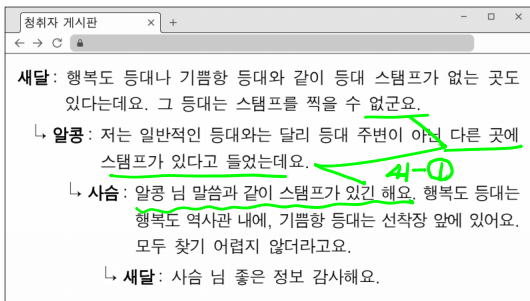 청취자 게시판 × +
새달 : 행복도 등대나 기쁨항 등대와 같이 등대 스탬프가 없는 곳도
있다는데요. 그 등대는 스탬프를 찍을 수 없군요.
↳ 알콩 : 저는 일반적인 등대와는 달리 등대 주변이 아닌 다른 곳에
스탬프가 있다고 들었는데요.
4-①
↳ 사슴 : 알콩 님 말씀과 같이 스탬프가 있긴 해요. 행복도 등대는
행복도 역사관 내에, 기쁨항 등대는 선착장 앞에 있어요.
모두 찾기 어렵지 않더라고요.
↳ 새달 : 사슴 님 좋은 정보 감사해요.